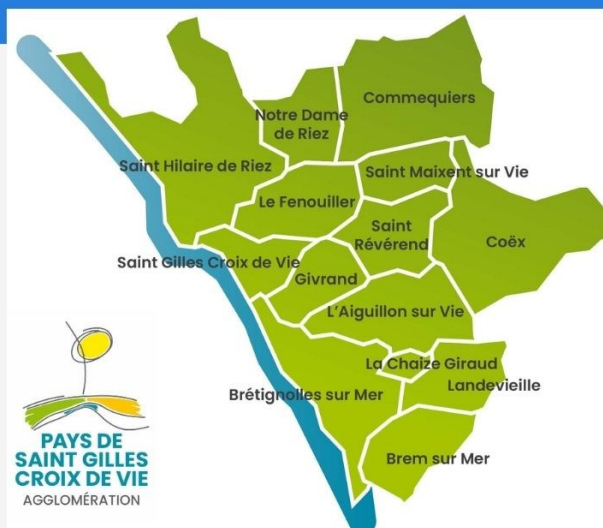 Commequiers
Notre Dame
de Riez
Saint Hilaire de Riez
Saint Maixent sur Vie
Le Fenouiller
Saint
Révérend
Coëx
Saint Gilles Croix de Vie
Givrand
L'Aiguillon sur Vie
La Chaize Giraud
Landevieille
Brétignolles sur Mer
Brem sur Mer
PAYS DE
SAINT GILLES
CROIX DE VIE
AGGLOMÉRATION